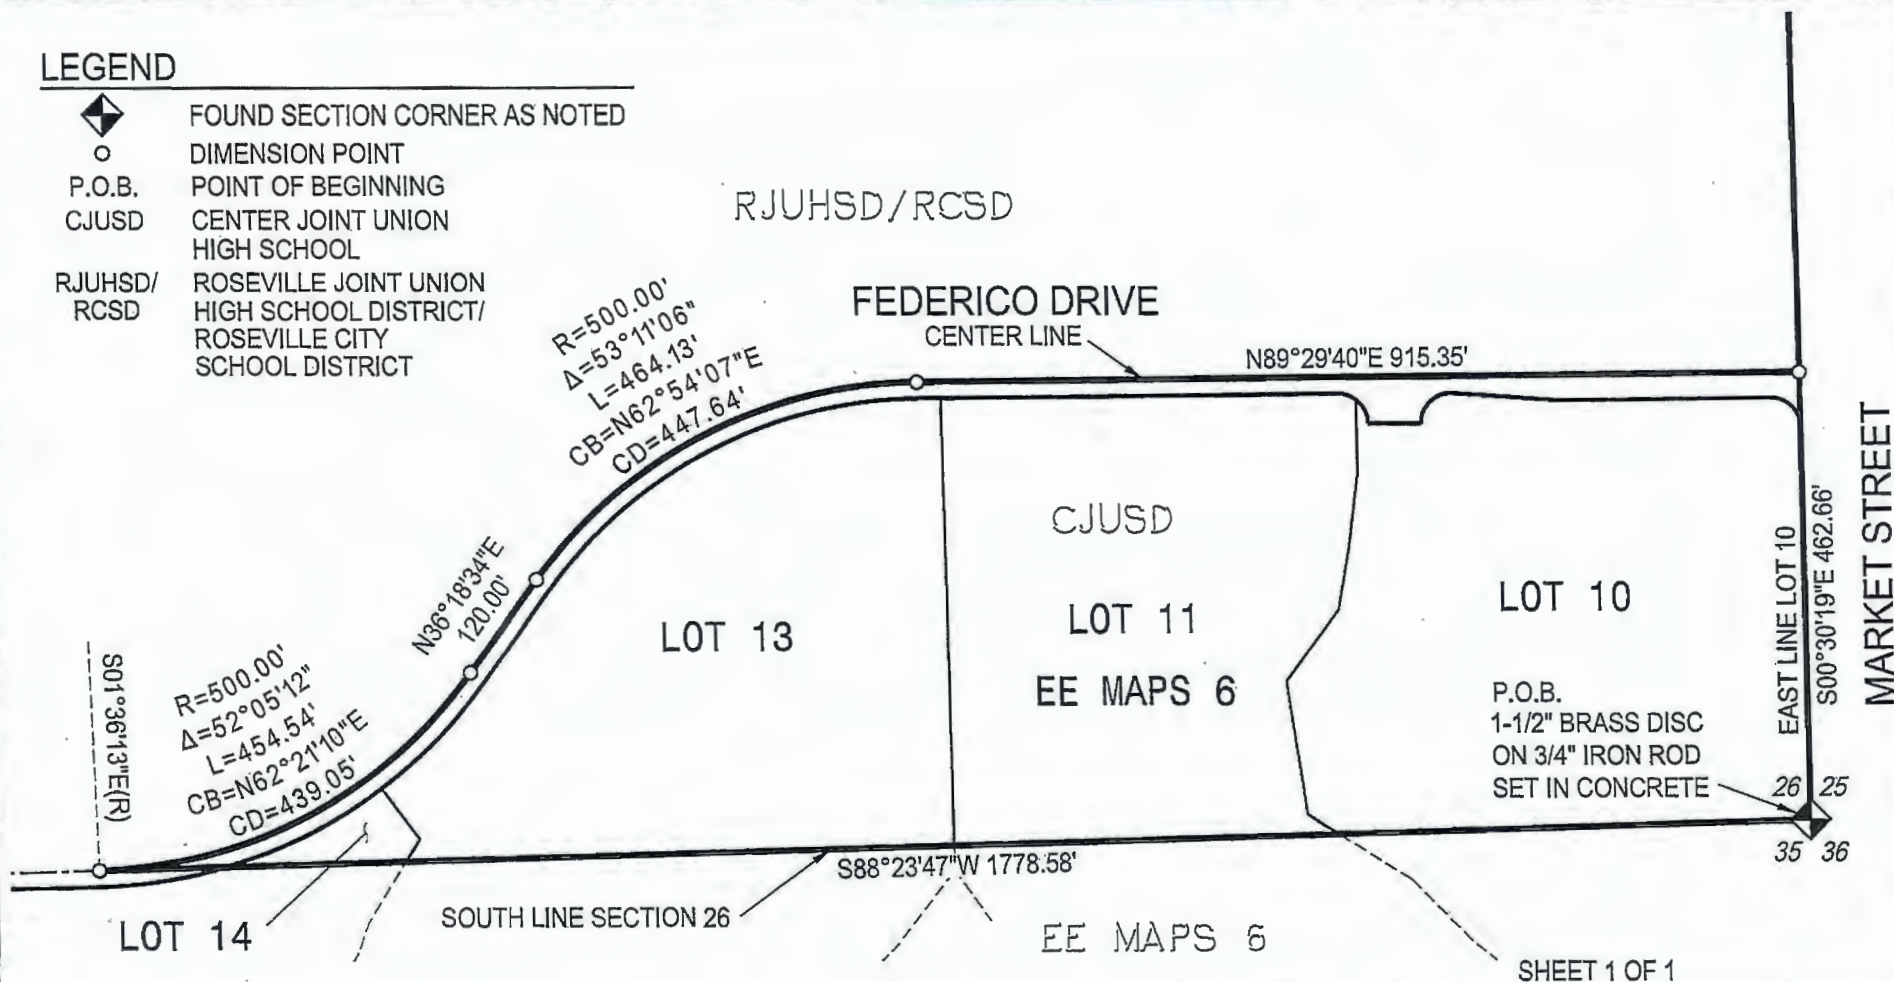 LEGEND
FOUND SECTION CORNER AS NOTED
DIMENSION POINT
P.O.B. POINT OF BEGINNING
CJUSD CENTER JOINT UNION
HIGH SCHOOL
RJUHSD/ ROSEVILLE JOINT UNION
RCSD HIGH SCHOOL DISTRICT/
ROSEVILLE CITY
SCHOOL DISTRICT
RJUHSD/RCSD
R=500.00'
Δ=53°11'06"
L=464.13'
CB=N62°54'07"E
CD=447.64'
FEDERICO DRIVE
CENTER LINE
N89°29'40"E 915.35'
N36°18'34"E
120.00'
CJUSD
LOT 13
LOT 11
EE MAPS 6
LOT 10
EAST LINE LOT 10
S00°30'19"E 462.66'
MARKET STREET
P.O.B.
1-1/2" BRASS DISC
ON 3/4" IRON ROD
SET IN CONCRETE
26 25
35 36
S01°36'13"E(R)
R=500.00'
Δ=52°05'12"
L=454.54'
CB=N62°21'10"E
CD=439.05'
S88°23'47"W 1778.58'
SOUTH LINE SECTION 26
LOT 14
EE MAPS 6
SHEET 1 OF 1